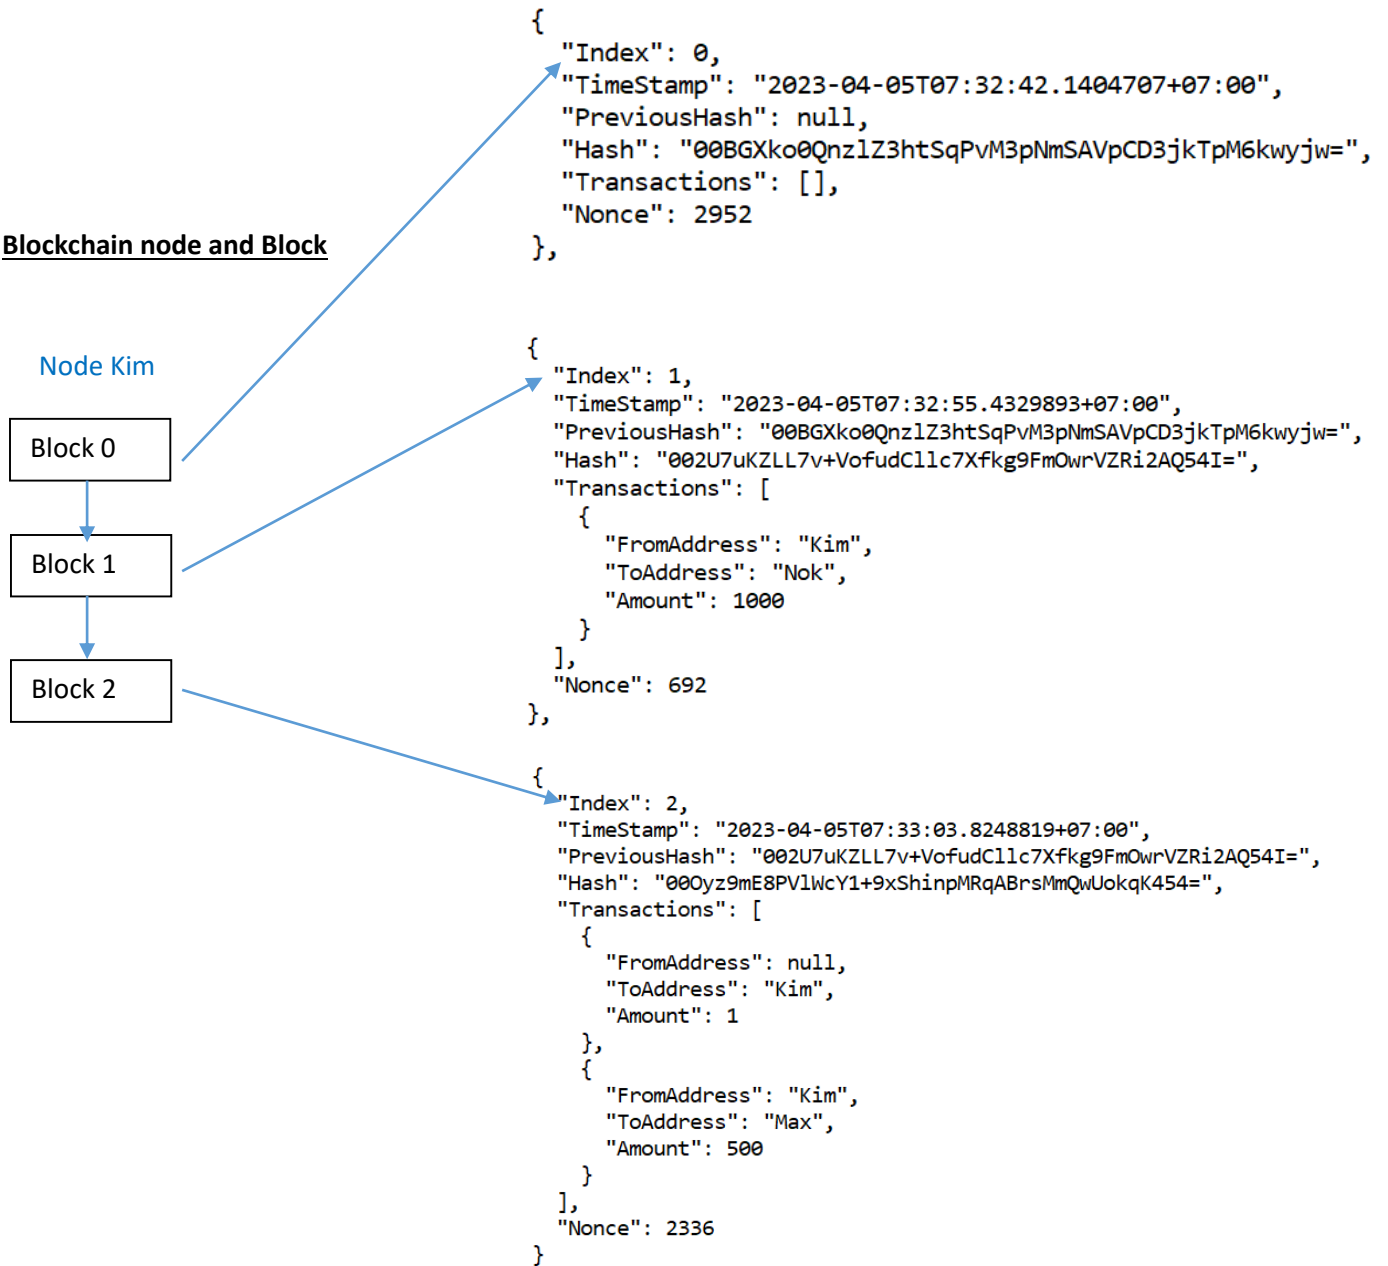 Blockchain node and Block
Node Kim
Block 0
Block 1
Block 2
{
"Index": 0,
"TimeStamp": "2023-04-05T07:32:42.1404707+07:00",
"PreviousHash": null,
"Hash": "00BGXko0QnzlZ3htSqPvM3pNmSAVpCD3jkTpM6kwyjw=",
"Transactions": [],
"Nonce": 2952
},
{
"Index": 1,
"TimeStamp": "2023-04-05T07:32:55.4329893+07:00",
"PreviousHash": "00BGXko0QnzlZ3htSqPvM3pNmSAVpCD3jkTpM6kwyjw=",
"Hash": "002U7uKZLL7v+VofudCllc7Xfkg9FmOwrVZRi2AQ54I=",
"Transactions": [
{
"FromAddress": "Kim",
"ToAddress": "Nok",
"Amount": 1000
}
],
"Nonce": 692
},
{
"Index": 2,
"TimeStamp": "2023-04-05T07:33:03.8248819+07:00",
"PreviousHash": "002U7uKZLL7v+VofudCllc7Xfkg9FmOwrVZRi2AQ54I=",
"Hash": "00Oyz9mE8PVlWcY1+9xShinpMRqABrsMmQwUokqK454=",
"Transactions": [
{
"FromAddress": null,
"ToAddress": "Kim",
"Amount": 1
},
{
"FromAddress": "Kim",
"ToAddress": "Max",
"Amount": 500
}
],
"Nonce": 2336
}